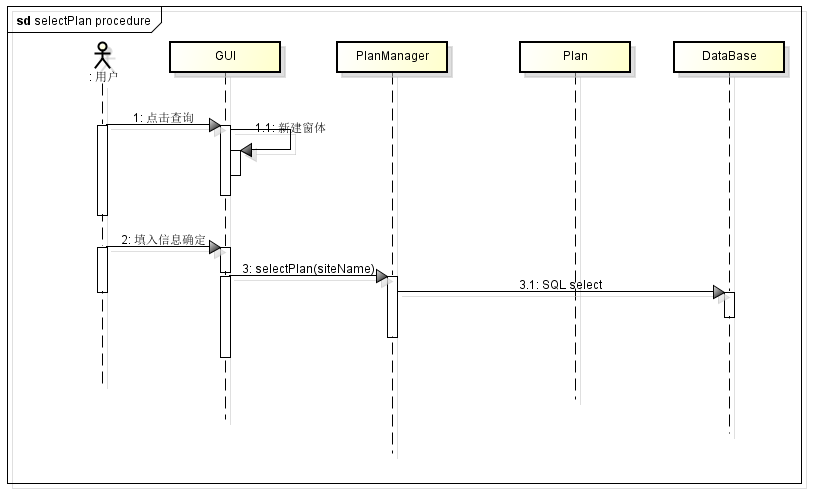 sd selectPlan procedure
: 用户
GUI
PlanManager
Plan
DataBase
1: 点击查询
1.1: 新建窗体
2: 填入信息确定
3: selectPlan(siteName)
3.1: SQL select